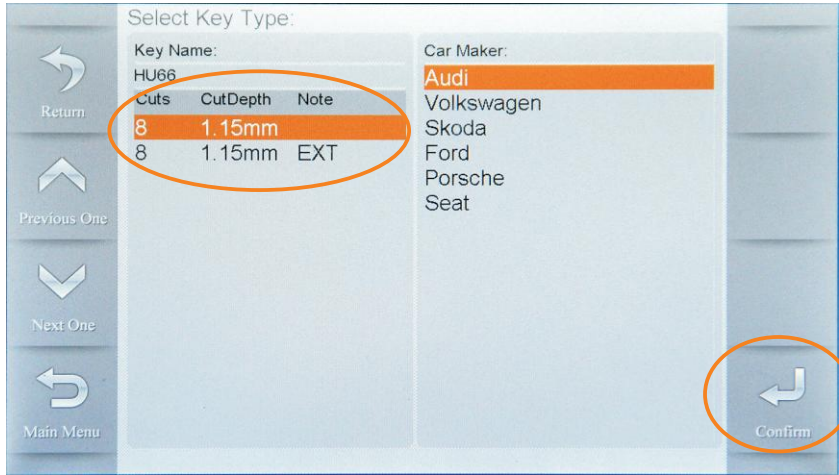 Select Key Type:
Return
Previous One
Next One
Main Menu
Key Name:
HU66
Cuts CutDepth Note
8 1.15mm
8 1.15mm EXT
Car Maker:
Audi
Volkswagen
Skoda
Ford
Porsche
Seat
Confirm